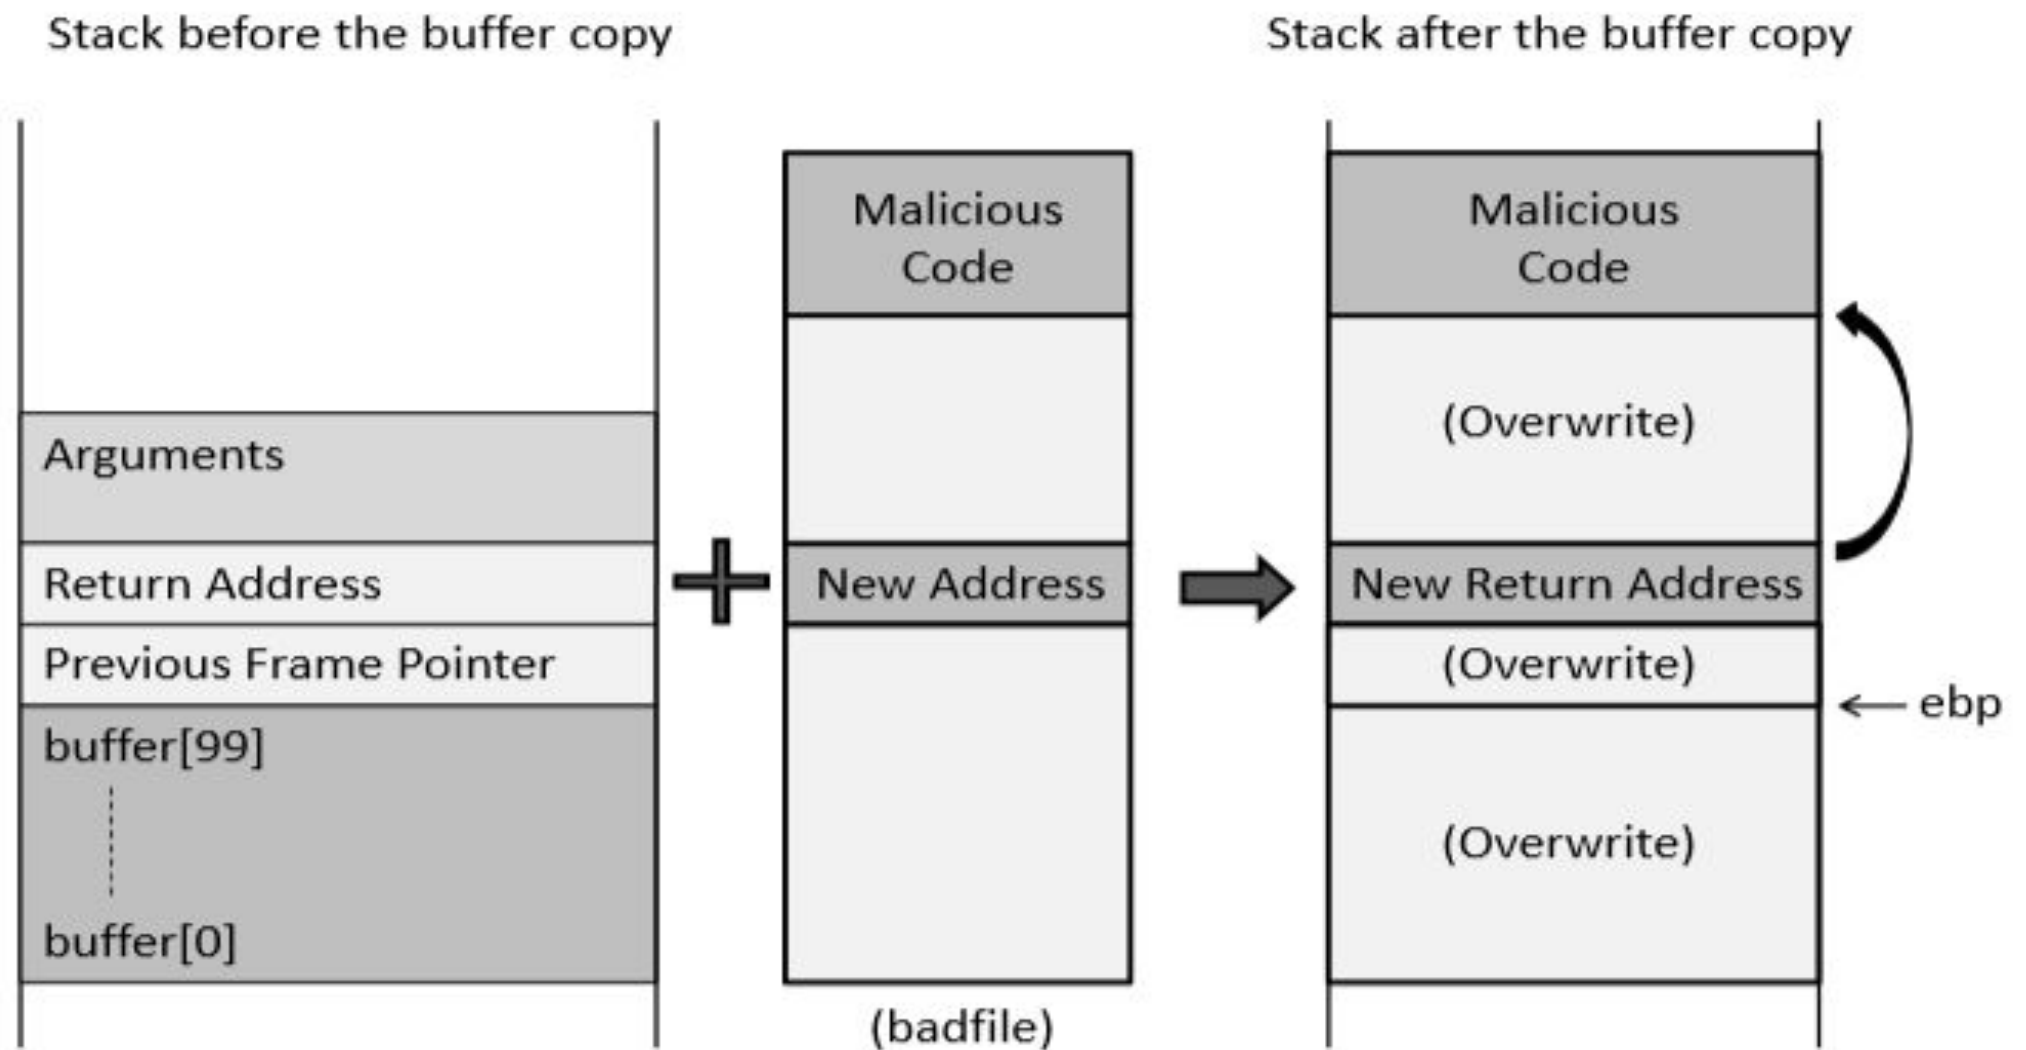 Stack before the buffer copy
Stack after the buffer copy
Arguments
Return Address
Previous Frame Pointer
buffer[99]
buffer[0]
Malicious
Code
New Address
(badfile)
Malicious
Code
(Overwrite)
New Return Address
(Overwrite)
ebp
(Overwrite)